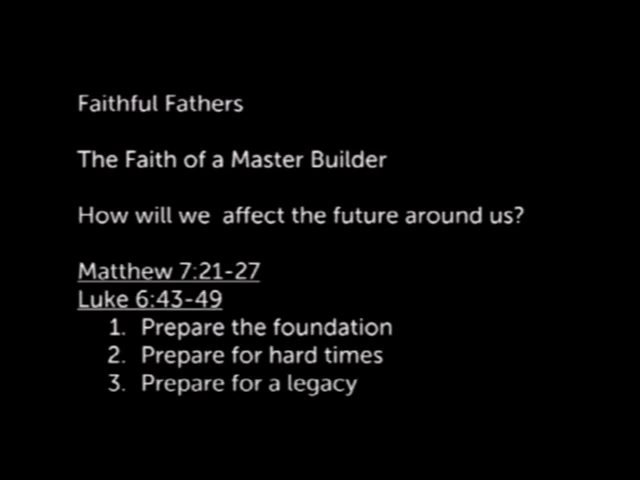 Faithful Fathers
The Faith of a Master Builder
How will we  affect the future around us?
Matthew 7:21-27
Luke 6:43-49
1. Prepare the foundation
2. Prepare for hard times
3. Prepare for a legacy